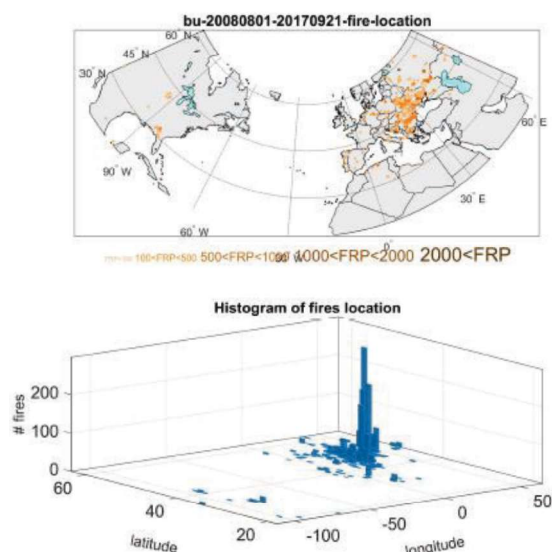 bu-20080801-20170921-fire-location
60° N
45° N
30° N
90° W
60° W
0°
30° E
60° E
100<FRP<500 500<FRP<1000 1000<FRP<2000 2000<FRP
Histogram of fires location
# fires
200
100
0
60
40
20
latitude
-100
-50
0
50
longitude